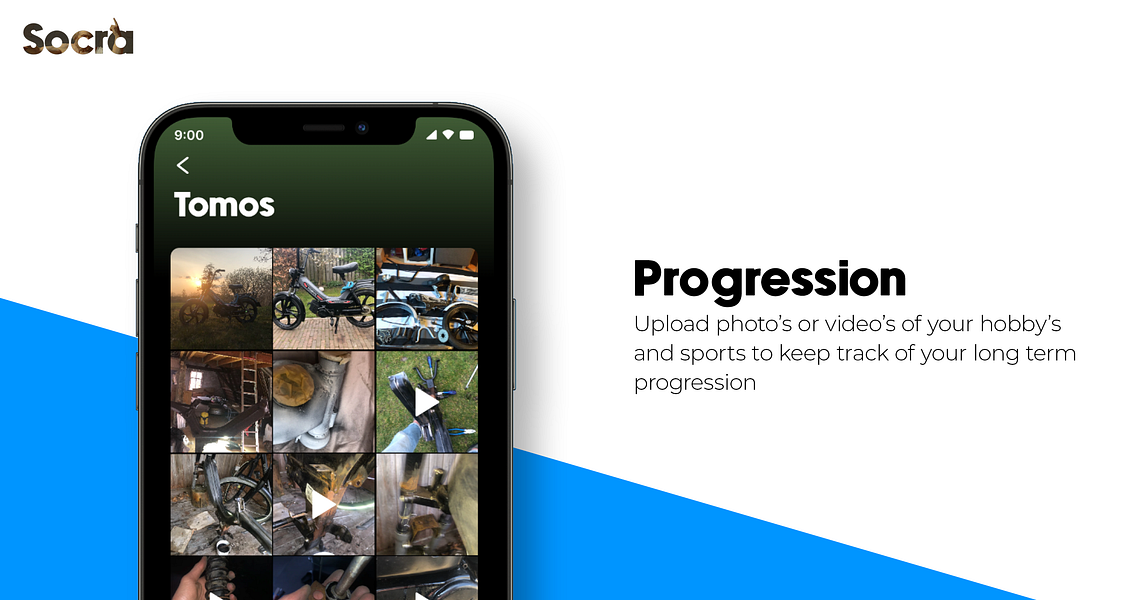 Socra
9:00
Tomos
Progression
Upload photo's or video's of your hobby's
and sports to keep track of your long term
progression